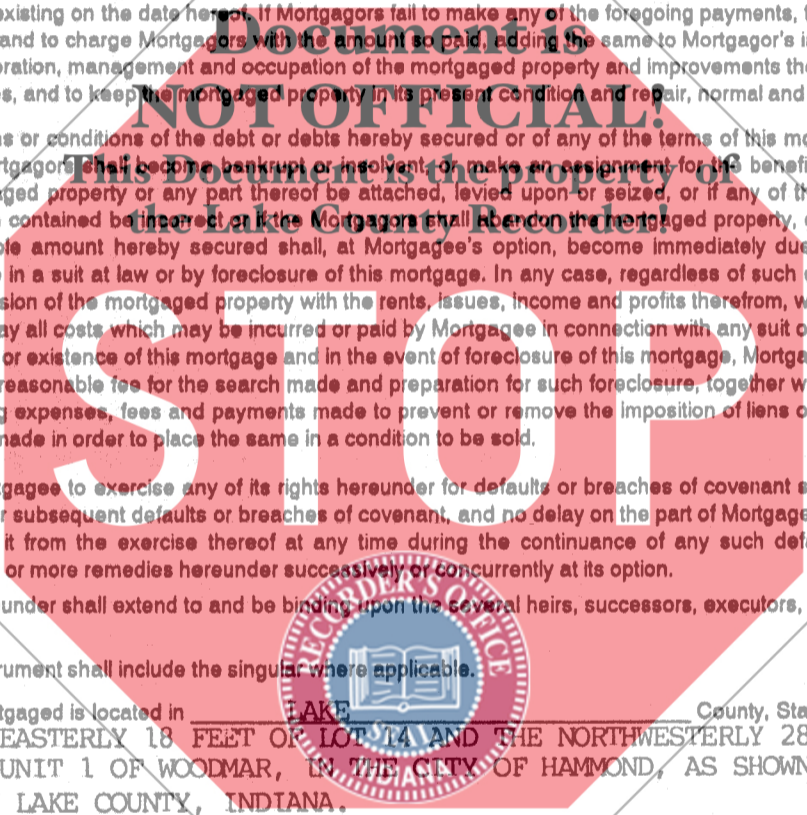 existing on the date hereof. If Mortgagors fail to make any of the foregoing payments,
and to charge Mortgagors with the amount so paid, adding the same to Mortgagor's i
Document is
eration, management and occupation of the mortgaged property and improvements th
s, and to keep the mortgaged property in its present condition and repair, normal and
NOT OFFICIAL!
s or conditions of the debt or debts hereby secured or of any of the terms of this mo
rtgagors shall become bankrupt or insolvent, or make an assignment for the benef
This Document is the property of
ged property or any part thereof be attached, levied upon or seized, or if any of th
contained be incorrect or if the Mortgagors shall abandon the mortgaged property,
the Lake County Recorder!
le amount hereby secured shall, at Mortgagee's option, become immediately due
in a suit at law or by foreclosure of this mortgage. In any case, regardless of such
sion of the mortgaged property with the rents, issues, income and profits therefrom, w
ay all costs which may be incurred or paid by Mortgagee in connection with any suit o
or existence of this mortgage and in the event of foreclosure of this mortgage, Mortga
reasonable fee for the search made and preparation for such foreclosure, together w
g expenses, fees and payments made to prevent or remove the imposition of liens o
made in order to place the same in a condition to be sold.
STOP
tgagee to exercise any of its rights hereunder for defaults or breaches of covenant s
r subsequent defaults or breaches of covenant, and no delay on the part of Mortgage
it from the exercise thereof at any time during the continuance of any such def
or more remedies hereunder successively or concurrently at its option.
under shall extend to and be binding upon the several heirs, successors, executors,
RECORDER'S OFFICE
rument shall include the singular where applicable.
tgaged is located in LAKE County, Sta
SEAL
EASTERLY 18 FEET OF LOT 14 AND THE NORTHWESTERLY 28
UNIT 1 OF WOODMAR, IN THE CITY OF HAMMOND, AS SHOWN
INDIANA
LAKE COUNTY, INDIANA.